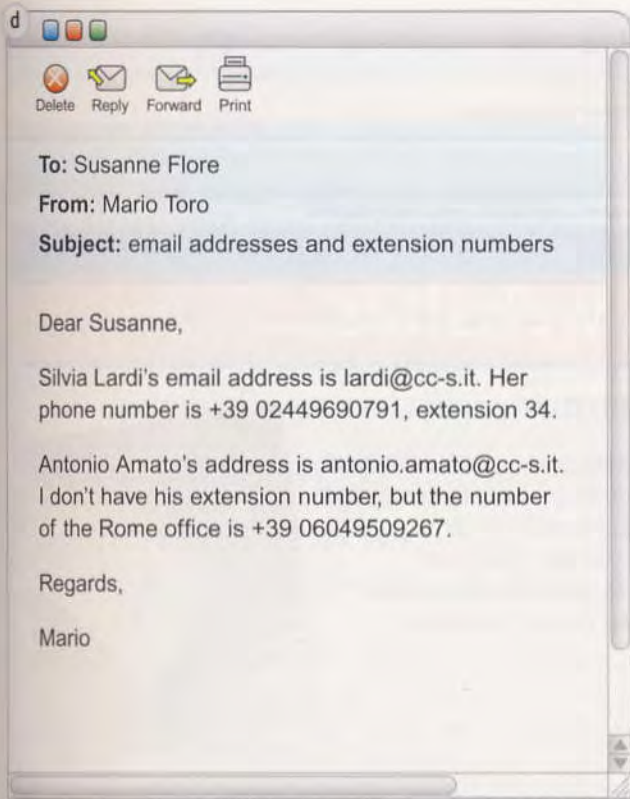 d
Delete Reply Forward Print
To: Susanne Flore
From: Mario Toro
Subject: email addresses and extension numbers
Dear Susanne,
Silvia Lardi's email address is lardi@cc-s.it. Her
phone number is +39 02449690791, extension 34.
Antonio Amato's address is antonio.amato@cc-s.it.
I don't have his extension number, but the number
of the Rome office is +39 06049509267.
Regards,
Mario